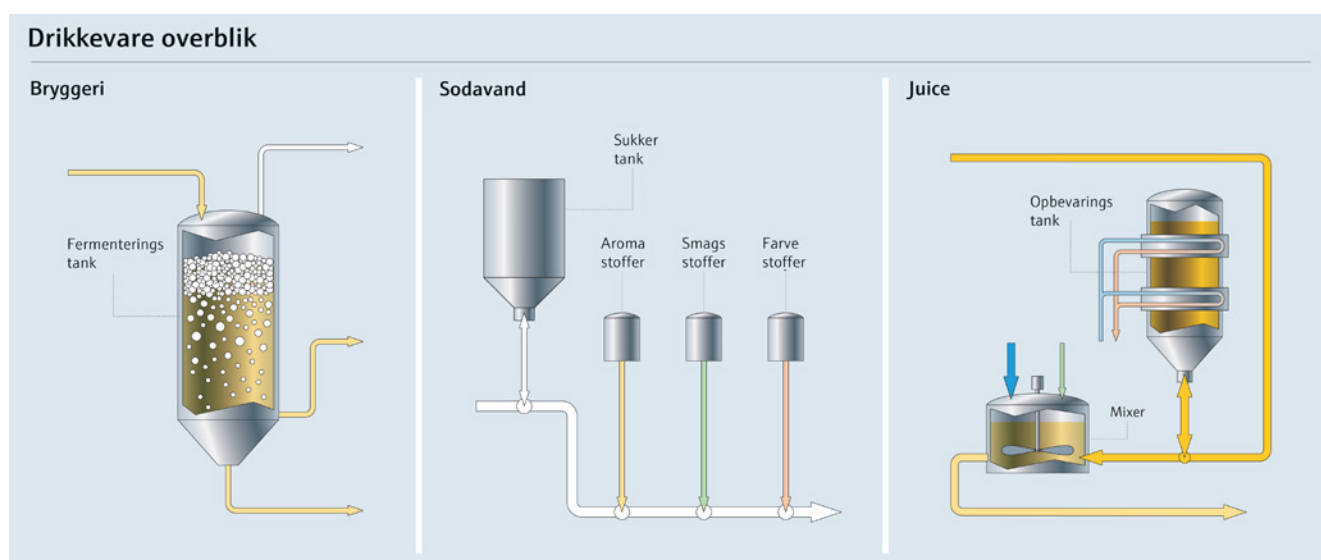 Drikkevare overblik
Bryggeri
Fermenterings
tank
Sodavand
Sukker
tank
Aroma
stoffer
Smags
stoffer
Farve
stoffer
Juice
Opbevarings
tank
Mixer